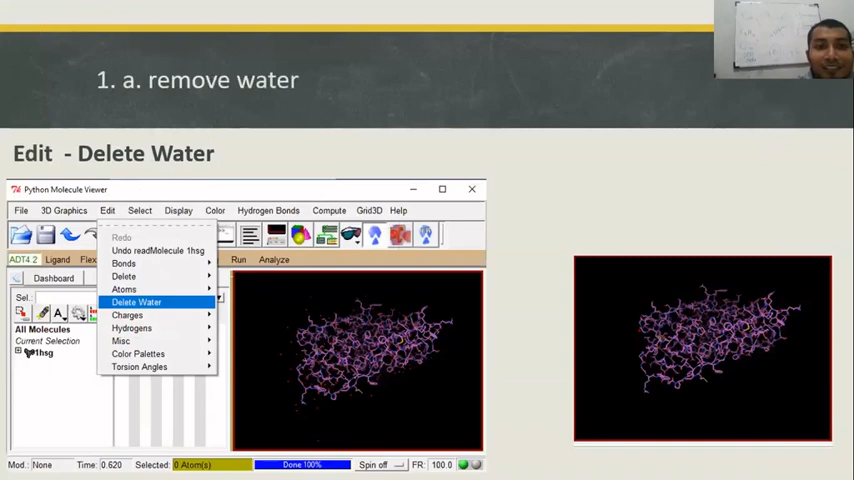 1. a. remove water
Edit - Delete Water
Python Molecule Viewer
File 3D Graphics Edit Select Display Color Hydrogen Bonds Compute Grid3D Help
Redo
Undo readMolecule 1hsg
Bonds
Delete
Atoms
Delete Water
Charges
Hydrogens
Misc
Color Palettes
Torsion Angles
ADT4 2 Ligand Flex Run Analyze
Dashboard
Sel.:
All Molecules
Current Selection
1hsg
Mod.: None Time: 0.620 Selected: 0 Atom(s) Done 100% Spin off FR: 100.0